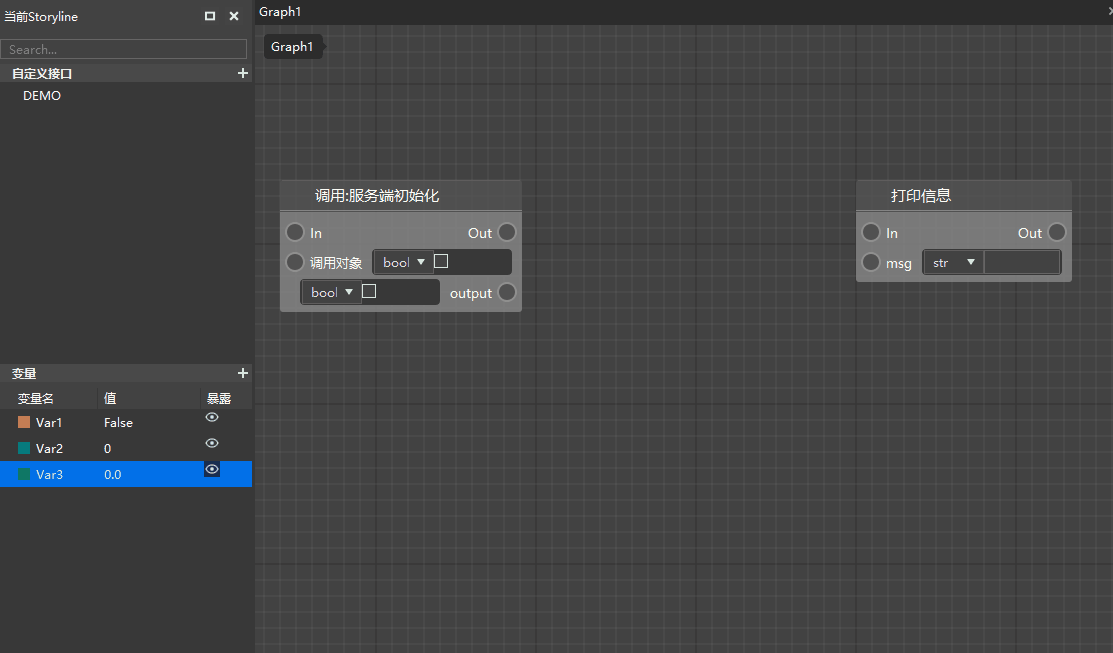 当前Storyline
Search...
自定义接口
DEMO
变量
变量名 值 暴露
Var1 False
Var2 0
Var3 0.0
Graph1
Graph1
调用:服务端初始化
In Out
调用对象 bool
bool output
打印信息
In Out
msg str